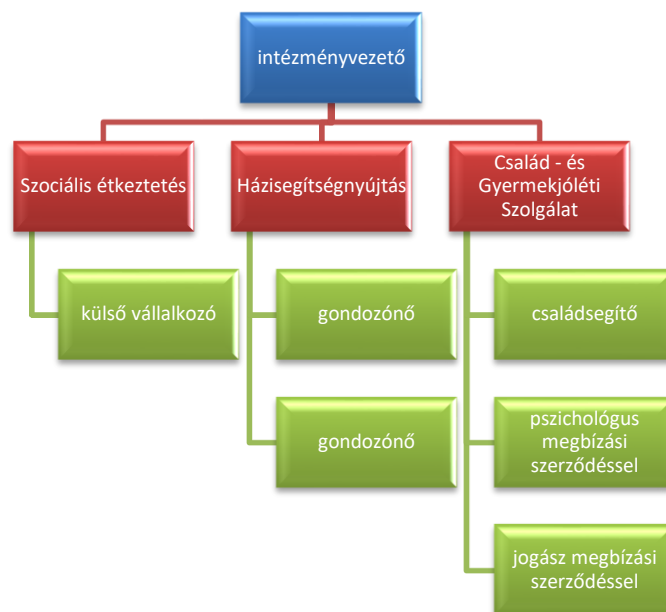 intézményvezető
Szociális étkeztetés
Házisegítségnyújtás
Család - és
Gyermekjóléti
Szolgálat
külső vállalkozó
gondozónő
családsegítő
gondozónő
pszichológus
megbízási
szerződéssel
jogász megbízási
szerződéssel